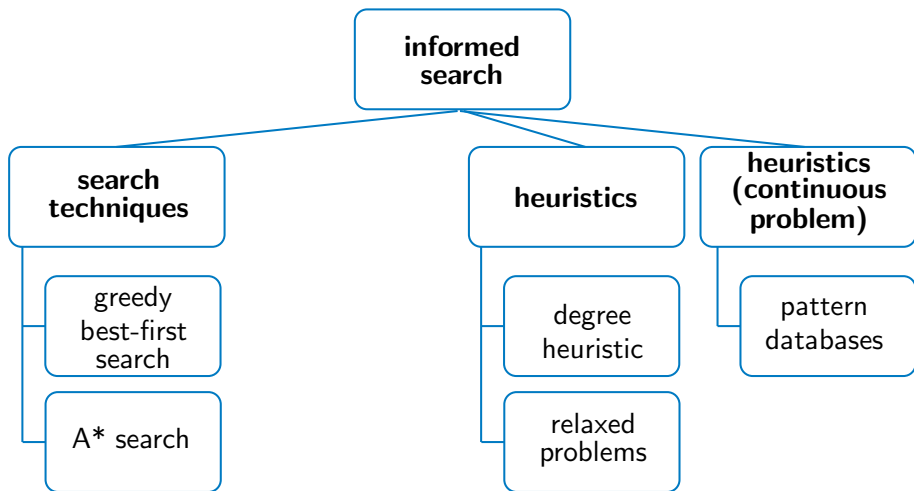 informed
search
search
techniques
heuristics
heuristics
(continuous
problem)
greedy
best-first
search
A* search
degree
heuristic
relaxed
problems
pattern
databases